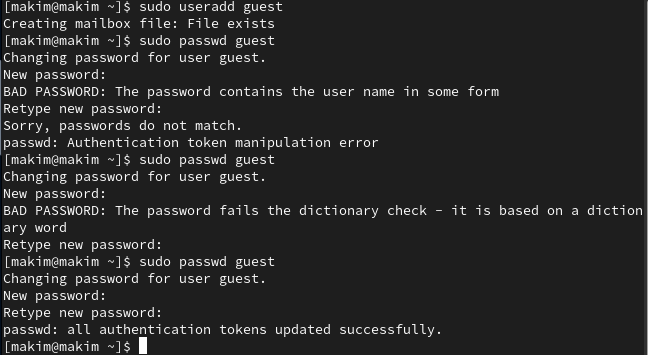 [makim@makim ~]$ sudo useradd guest
Creating mailbox file: File exists
[makim@makim ~]$ sudo passwd guest
Changing password for user guest.
New password:
BAD PASSWORD: The password contains the user name in some form
Retype new password:
Sorry, passwords do not match.
passwd: Authentication token manipulation error
[makim@makim ~]$ sudo passwd guest
Changing password for user guest.
New password:
BAD PASSWORD: The password fails the dictionary check - it is based on a diction
ary word
Retype new password:
[makim@makim ~]$ sudo passwd guest
Changing password for user guest.
New password:
Retype new password:
passwd: all authentication tokens updated successfully.
[makim@makim ~]$